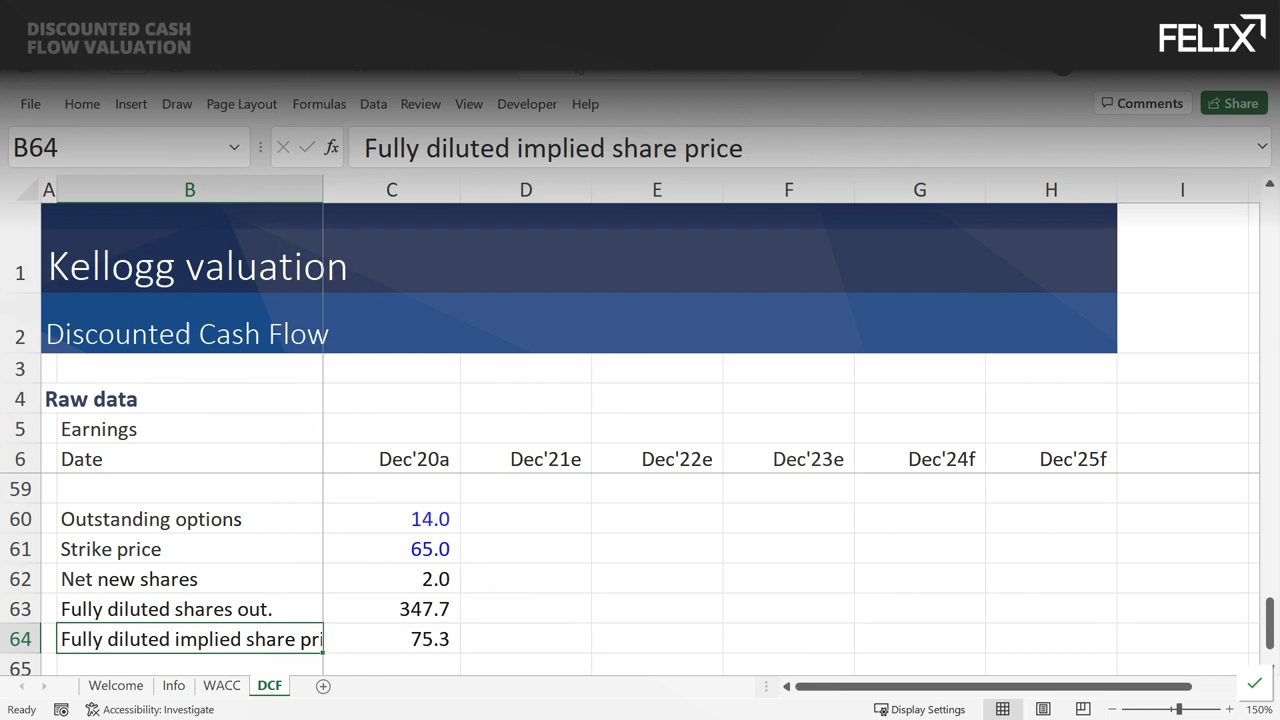 DISCOUNTED CASH
FLOW VALUATION
FELIX
File Home Insert Draw Page Layout Formulas Data Review View Developer Help Comments Share
B64 fx Fully diluted implied share price
A B C D E F G H I
1 Kellogg valuation
2 Discounted Cash Flow
3
4 Raw data
5 Earnings
6 Date Dec'20a Dec'21e Dec'22e Dec'23e Dec'24f Dec'25f
59
60 Outstanding options 14.0
61 Strike price 65.0
62 Net new shares 2.0
63 Fully diluted shares out. 347.7
64 Fully diluted implied share pri 75.3
65
Welcome Info WACC DCF
Ready Accessibility: Investigate Display Settings 150%